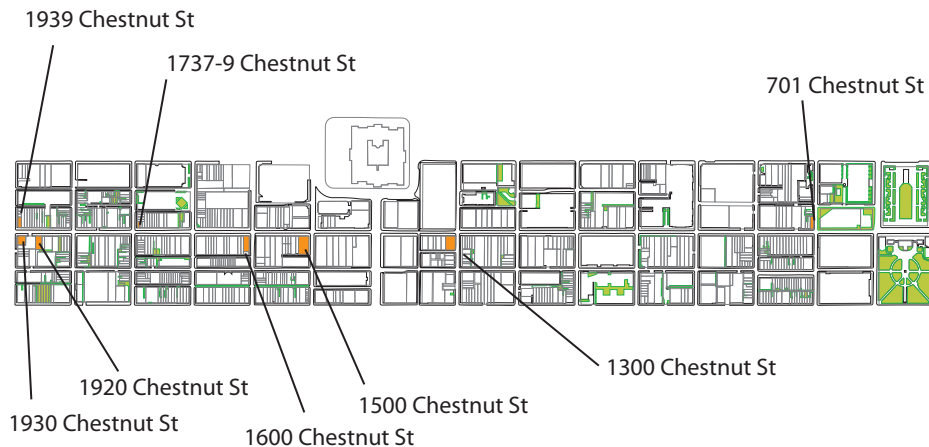 1939 Chestnut St
1737-9 Chestnut St
701 Chestnut St
1300 Chestnut St
1920 Chestnut St
1500 Chestnut St
1930 Chestnut St
1600 Chestnut St